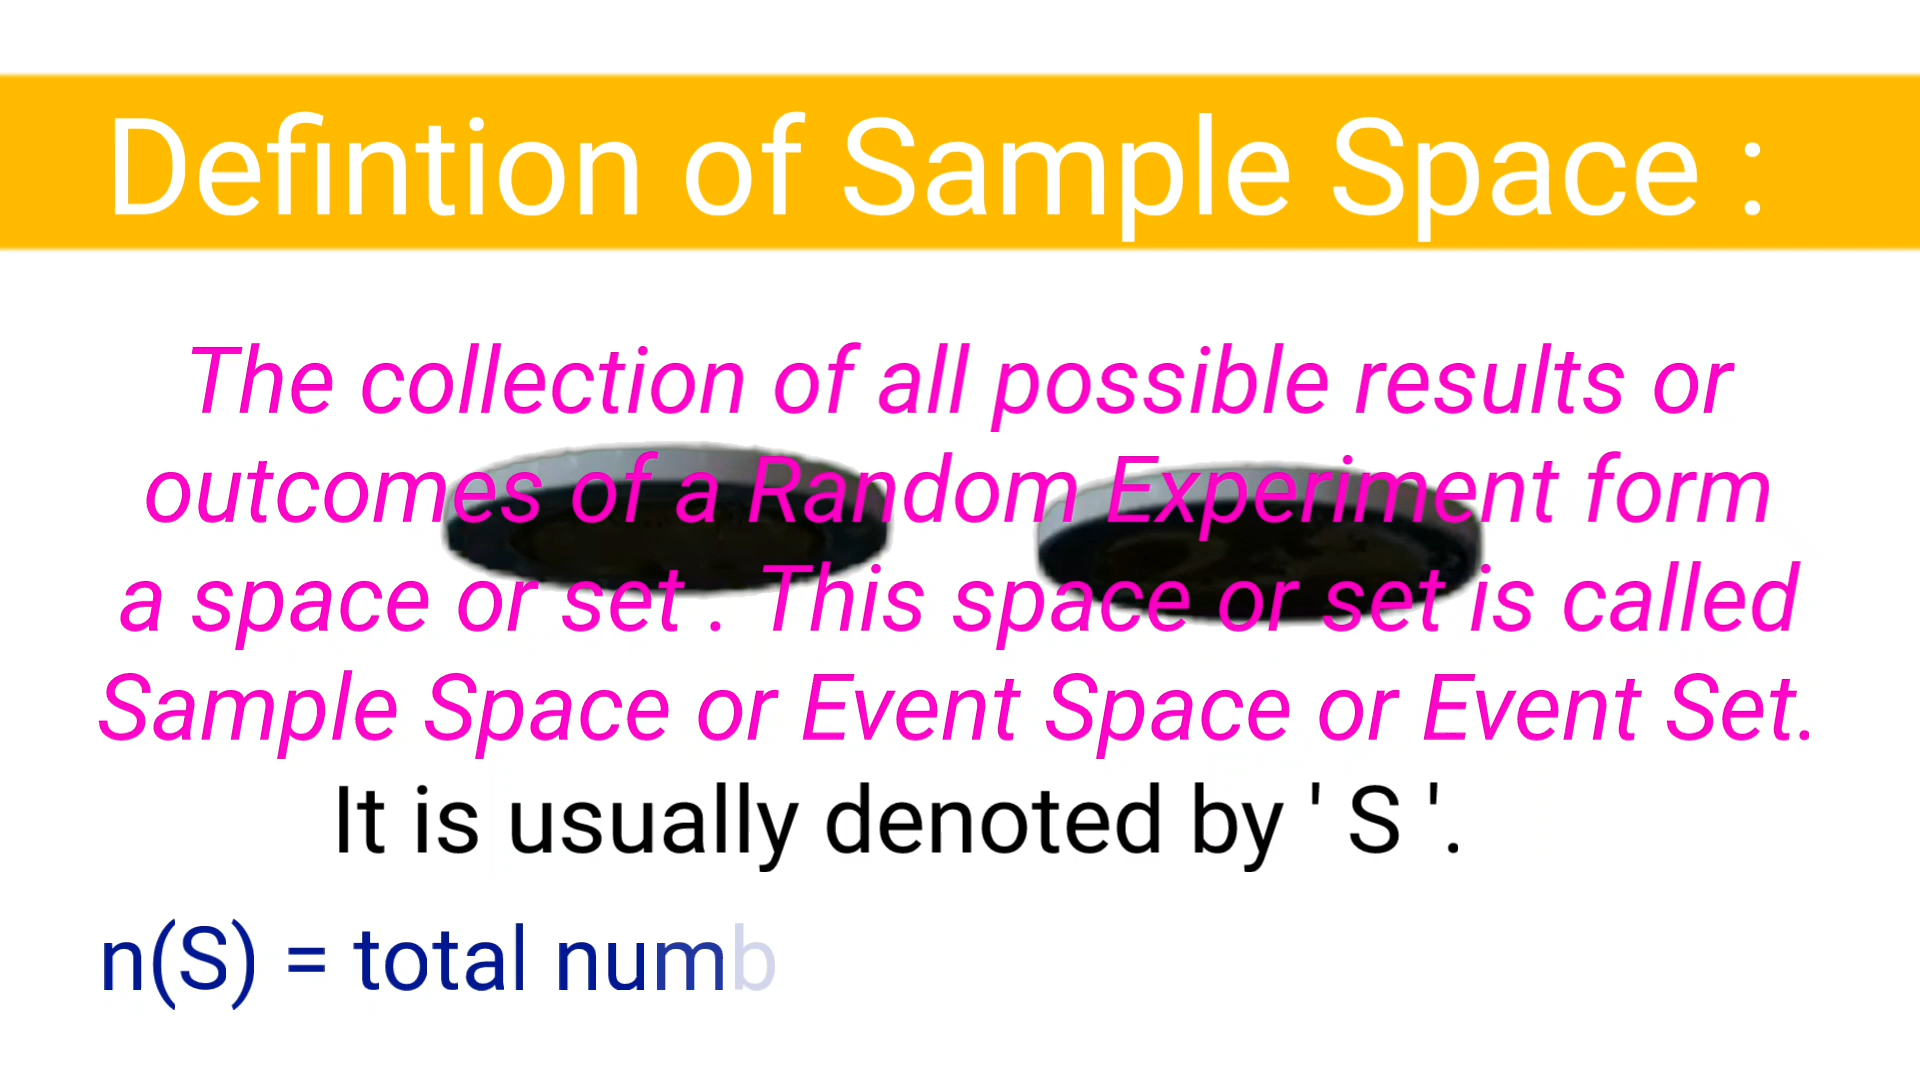 Defintion of Sample Space :
The collection of all possible results or
outcomes of a Random Experiment form
a space or set . This space or set is called
Sample Space or Event Space or Event Set.
It is usually denoted by ' S '.
n(S) = total numb